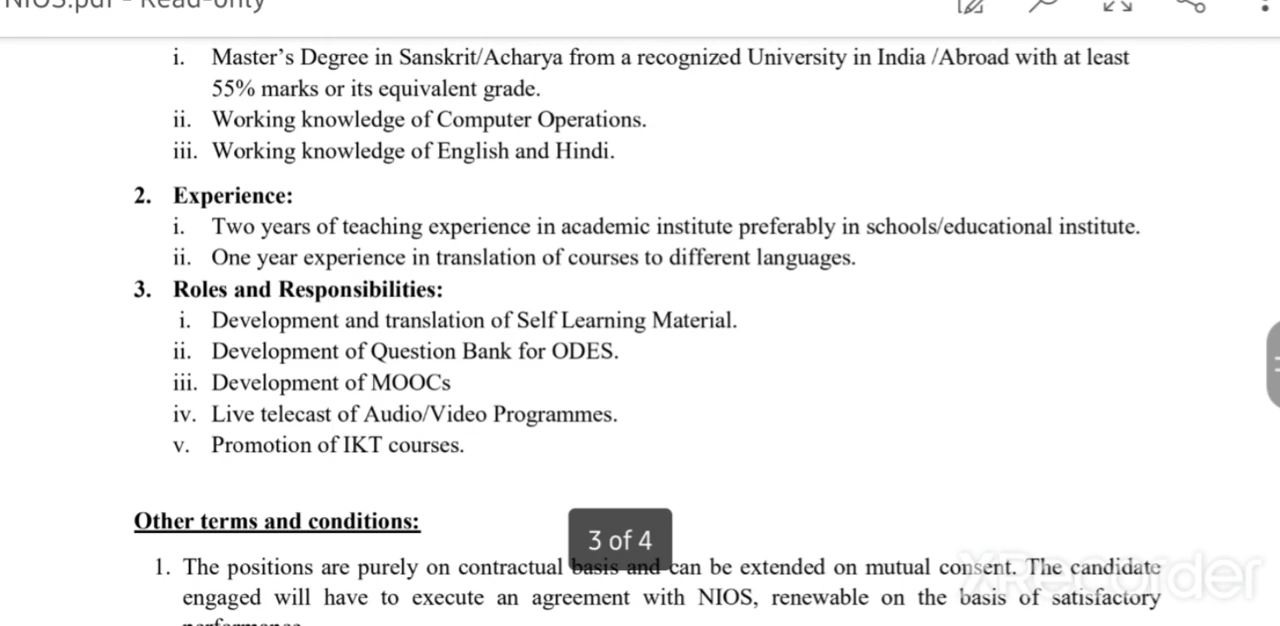 NIOS.pdf - Read-only
i. Master's Degree in Sanskrit/Acharya from a recognized University in India /Abroad with at least
55% marks or its equivalent grade.
ii. Working knowledge of Computer Operations.
iii. Working knowledge of English and Hindi.
2. Experience:
i. Two years of teaching experience in academic institute preferably in schools/educational institute.
ii. One year experience in translation of courses to different languages.
3. Roles and Responsibilities:
i. Development and translation of Self Learning Material.
ii. Development of Question Bank for ODES.
iii. Development of MOOCs
iv. Live telecast of Audio/Video Programmes.
v. Promotion of IKT courses.
Other terms and conditions:
3 of 4
1. The positions are purely on contractual basis and can be extended on mutual consent. The candidate
engaged will have to execute an agreement with NIOS, renewable on the basis of satisfactory
XRecorder